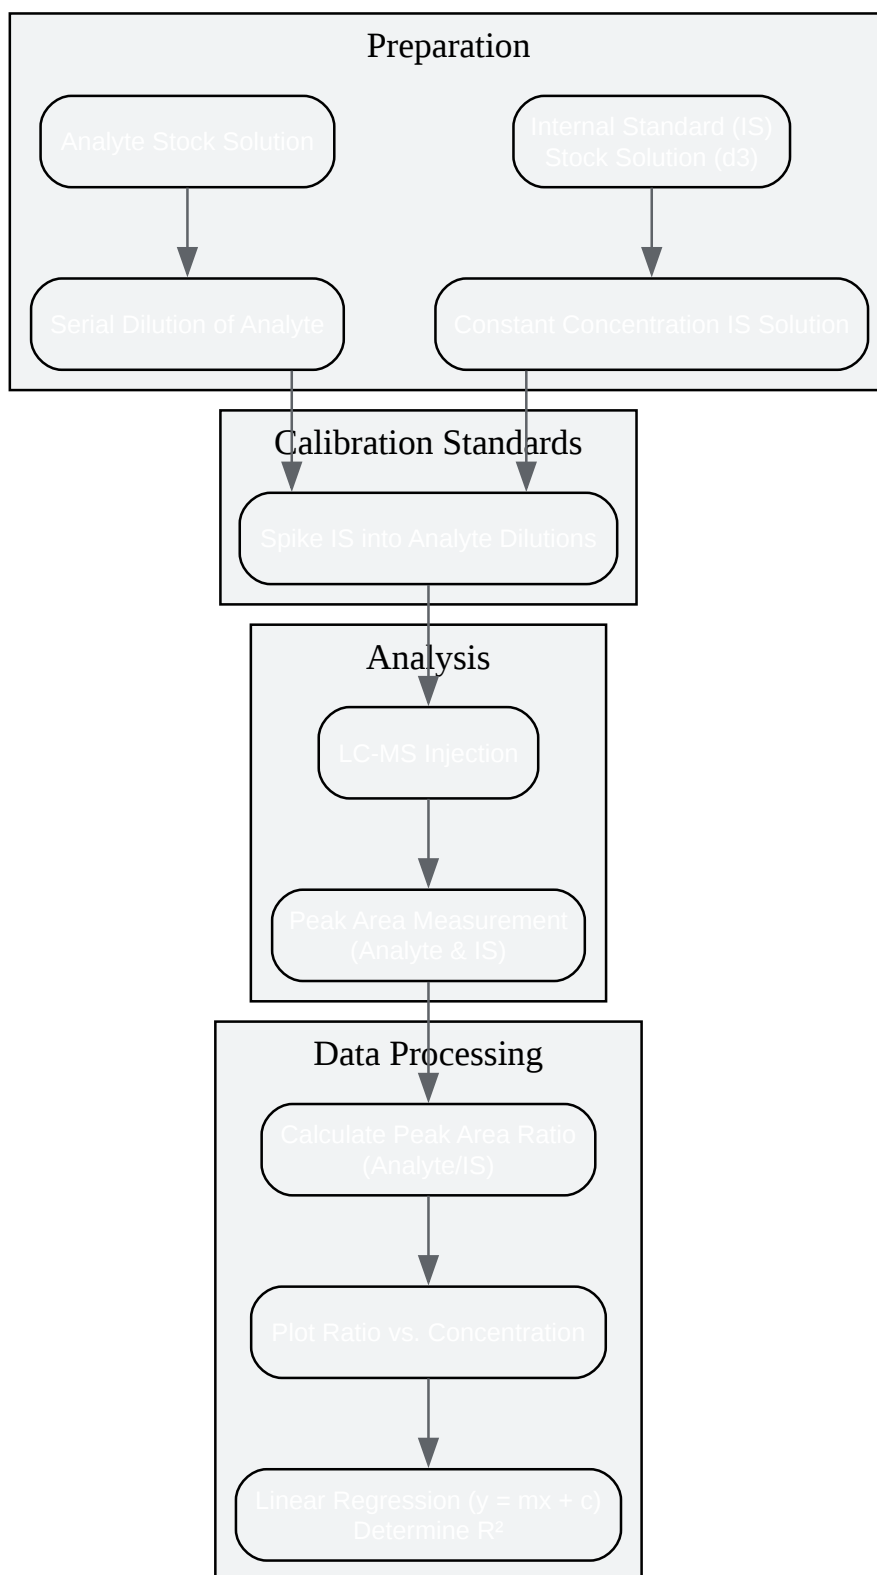 Preparation
Analyte Stock Solution
Internal Standard (IS)
Stock Solution (d3)
Serial Dilution of Analyte
Constant Concentration IS Solution
Calibration Standards
Spike IS into Analyte Dilutions
Analysis
LC-MS Injection
Peak Area Measurement
(Analyte & IS)
Data Processing
Calculate Peak Area Ratio
(Analyte/IS)
Plot Ratio vs. Concentration
Linear Regression (y = mx + c)
Determine R²